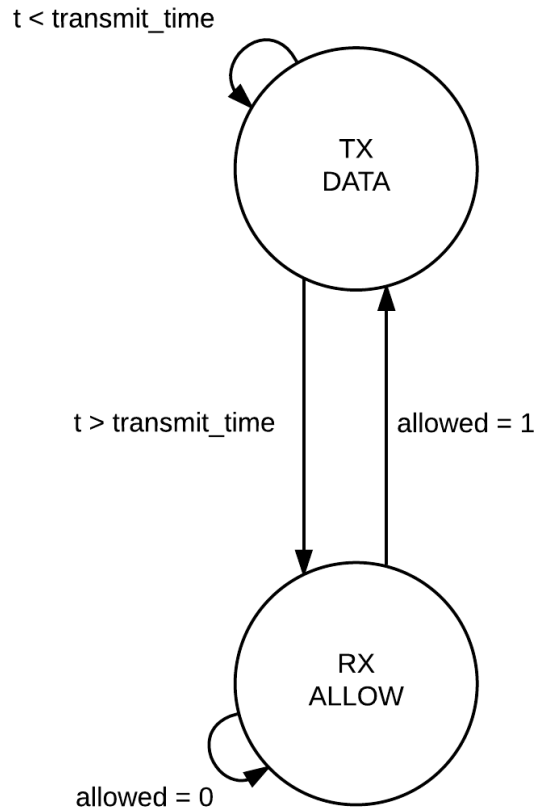 t < transmit_time
TX
DATA
t > transmit_time
allowed = 1
RX
ALLOW
allowed = 0